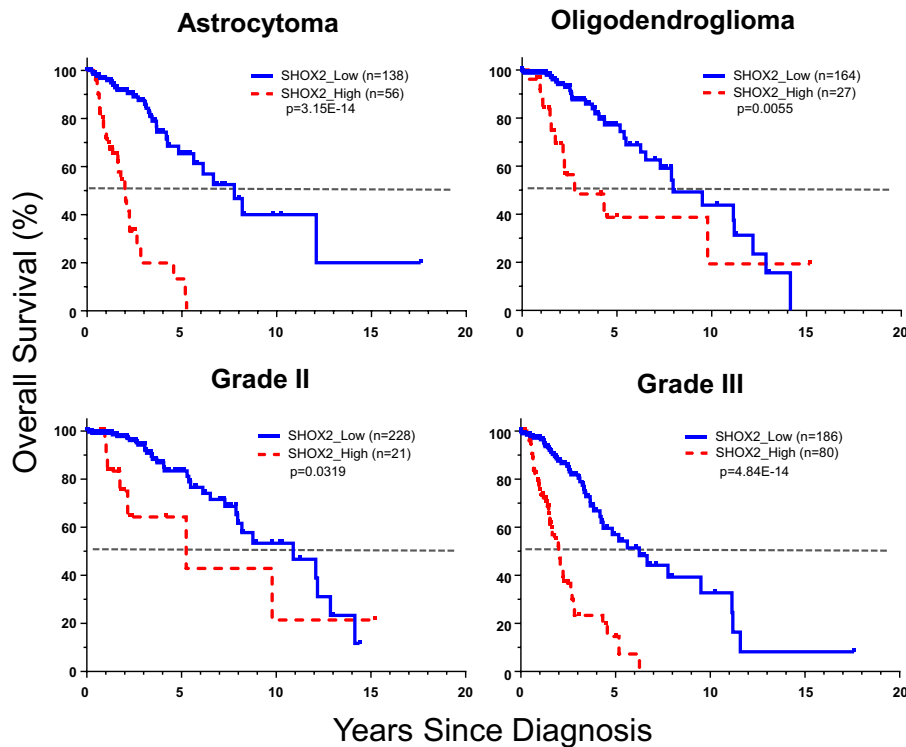 Astrocytoma
SHOX2_Low (n=138)
SHOX2_High (n=56)
p=3.15E-14
100
80
60
40
20
0
0 5 10 15 20
Oligodendroglioma
SHOX2_Low (n=164)
SHOX2_High (n=27)
p=0.0055
100
80
60
40
20
0
0 5 10 15 20
Overall Survival (%)
Grade II
SHOX2_Low (n=228)
SHOX2_High (n=21)
p=0.0319
100
80
60
40
20
0
0 5 10 15 20
Grade III
SHOX2_Low (n=186)
SHOX2_High (n=80)
p=4.84E-14
100
80
60
40
20
0
0 5 10 15 20
Years Since Diagnosis